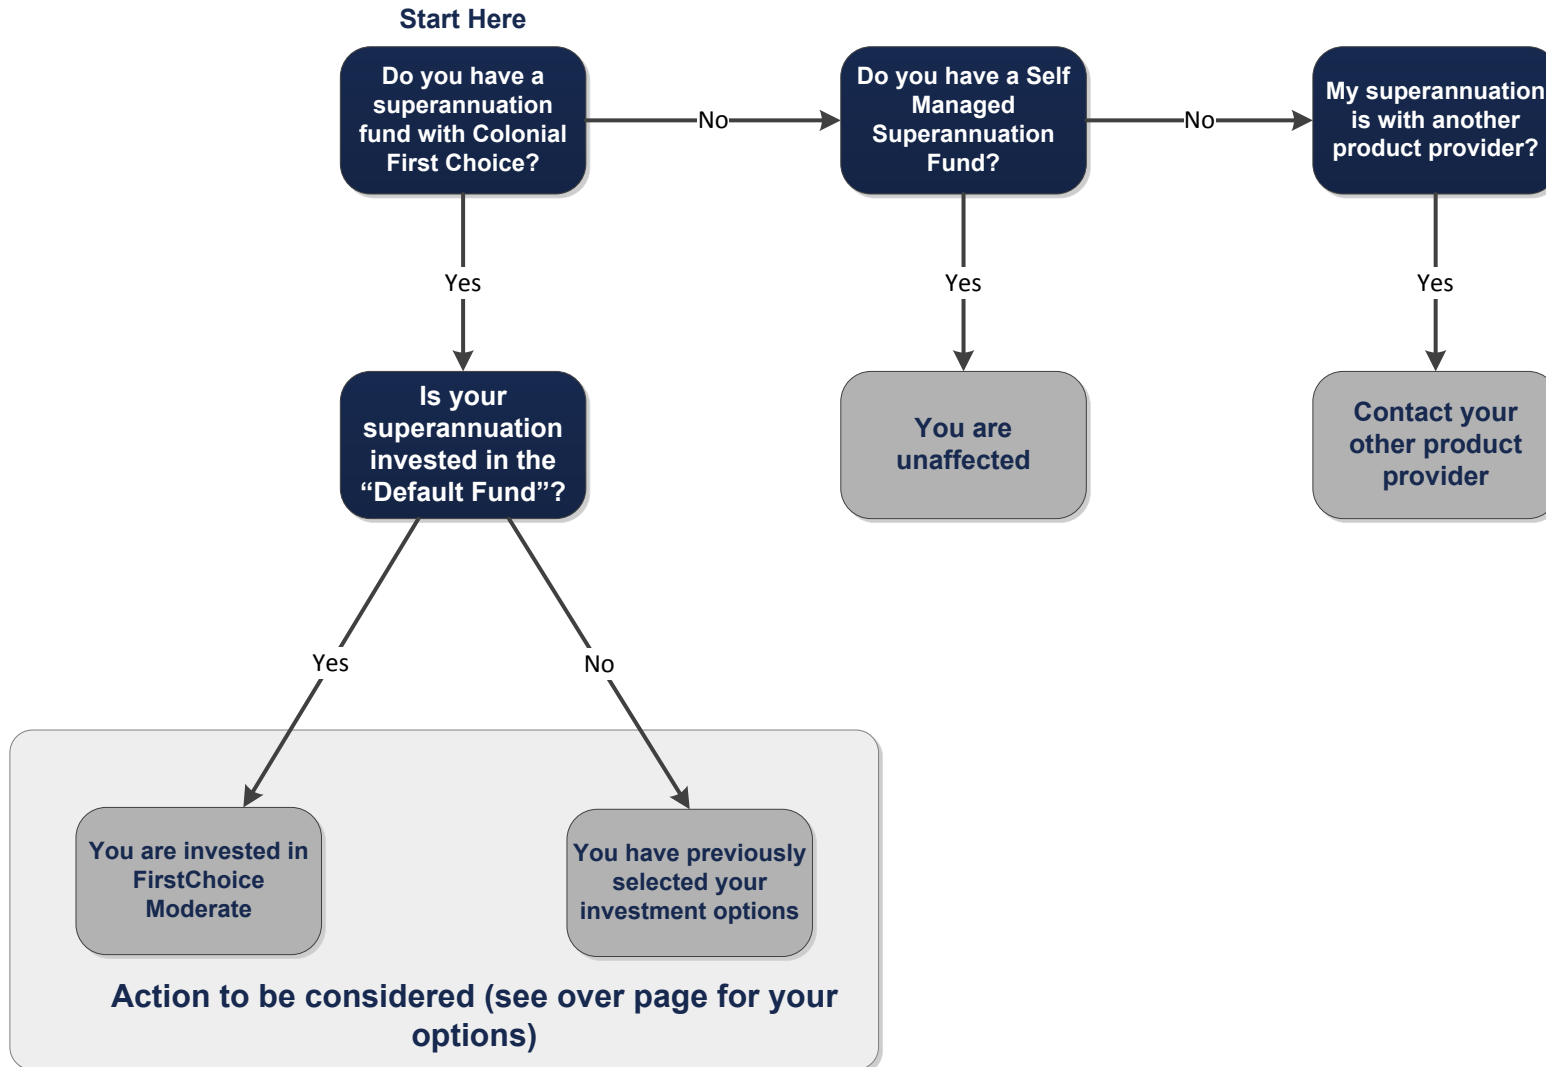 Start Here
Do you have a
superannuation
fund with Colonial
First Choice?
No
Do you have a Self
Managed
Superannuation
Fund?
No
My superannuation
is with another
product provider?
Yes
Yes
Yes
Is your
superannuation
invested in the
“Default Fund”?
You are
unaffected
Contact your
other product
provider
Yes
No
You are invested in
FirstChoice
Moderate
You have previously
selected your
investment options
Action to be considered (see over page for your
options)